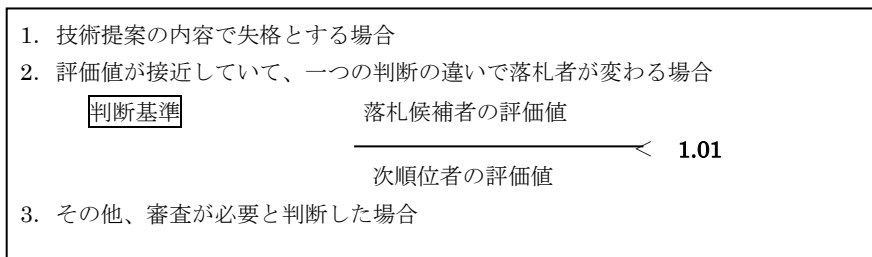 1. 技術提案の内容で失格とする場合
2. 評価値が接近していて、一つの判断の違いで落札者が変わる場合
判断基準
落札候補者の評価値
< 1.01
次順位者の評価値
3. その他、審査が必要と判断した場合